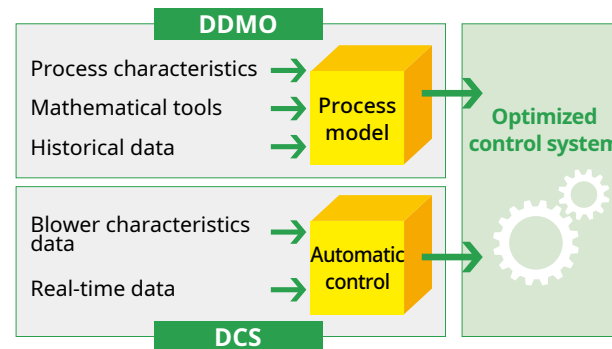 DDMO
Process characteristics
Mathematical tools
Historical data
Process
model
Optimized
control system
Blower characteristics
data
Real-time data
Automatic
control
DCS